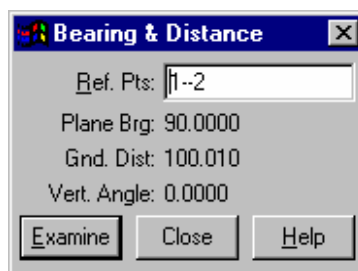 Bearing & Distance
Ref. Pts: 1--2
Plane Brg: 90.0000
Gnd. Dist: 100.010
Vert. Angle: 0.0000
Examine Close Help